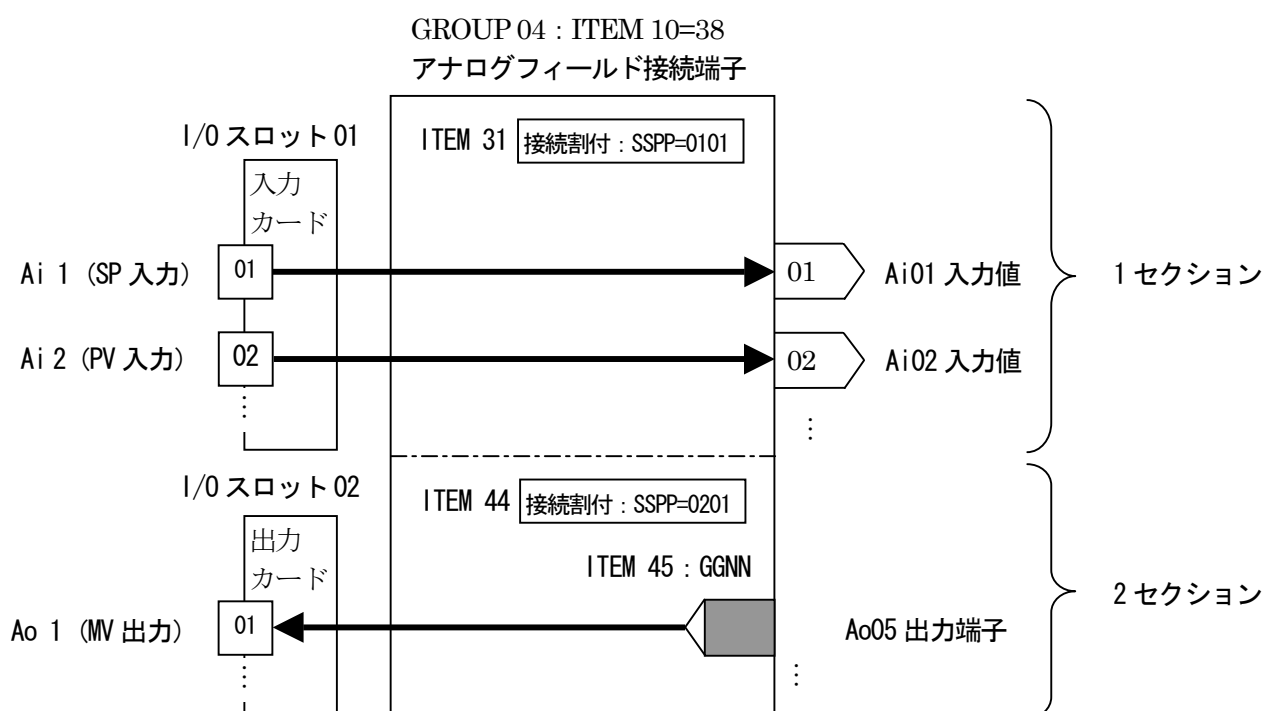 GROUP 04 : ITEM 10=38
アナログフィールド接続端子
I/O スロット 01
ITEM 31 接続割付：SSPP=0101
入力
カード
Ai 1 (SP 入力) 01 01 Ai01 入力値
1 セクション
Ai 2 (PV 入力) 02 02 Ai02 入力値
I/O スロット 02
ITEM 44 接続割付：SSPP=0201
出力
カード
ITEM 45：GGNN
2 セクション
Ao 1 (MV 出力) 01 Ao05 出力端子